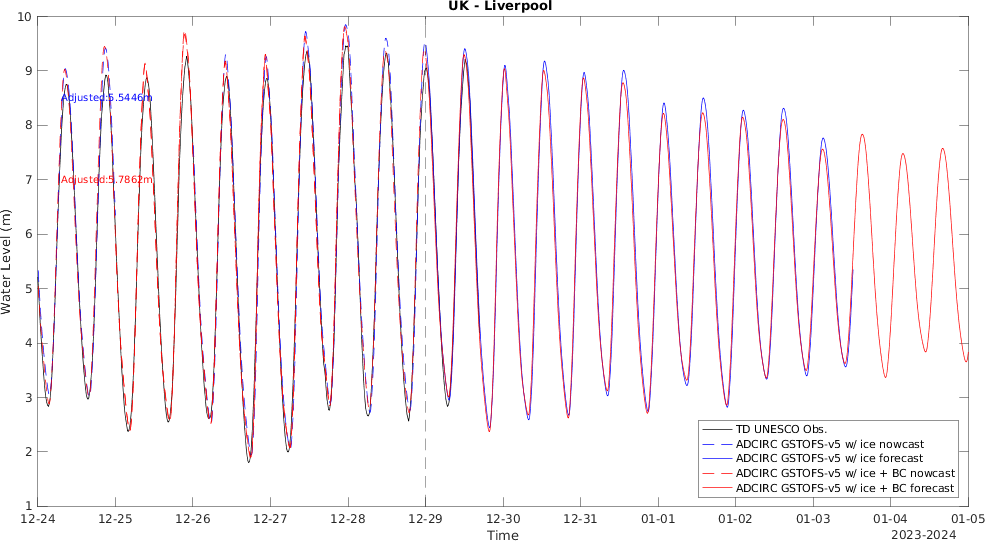 UK - Liverpool
10
9
8
7
6
5
4
3
2
1
Water Level (m)
Adjusted:5.5446m
Adjusted:5.7862m
TD UNESCO Obs.
ADCIRC GSTOFS-v5 w/ ice nowcast
ADCIRC GSTOFS-v5 w/ ice forecast
ADCIRC GSTOFS-v5 w/ ice + BC nowcast
ADCIRC GSTOFS-v5 w/ ice + BC forecast
12-24 12-25 12-26 12-27 12-28 12-29 12-30 12-31 01-01 01-02 01-03 01-04 01-05
Time
2023-2024